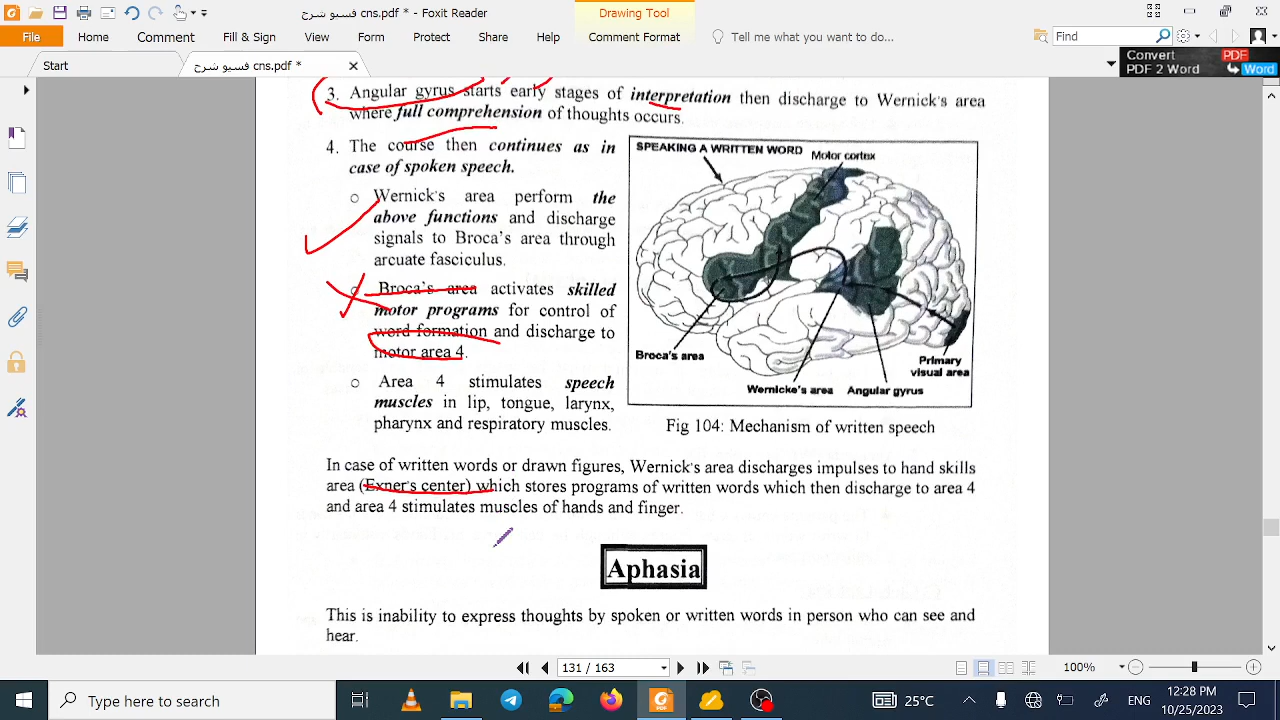 فسيو شرح cns.pdf * - Foxit Reader
Drawing Tool
File
Home
Comment
Fill & Sign
View
Form
Protect
Share
Help
Comment Format
Tell me what you want to do...
Find
Start
فسيو شرح cns.pdf *
Convert PDF
PDF 2 Word Word
3. Angular gyrus starts early stages of interpretation then discharge to Wernick's area
where full comprehension of thoughts occurs.
4. The course then continues as in
case of spoken speech.
o Wernick's area perform the
above functions and discharge
signals to Broca's area through
arcuate fasciculus.
o Broca's area activates skilled
motor programs for control of
word formation and discharge to
motor area 4.
o Area 4 stimulates speech
muscles in lip, tongue, larynx,
pharynx and respiratory muscles.
SPEAKING A WRITTEN WORD
Motor cortex
Broca's area
Primary
visual area
Wernicke's area
Angular gyrus
Fig 104: Mechanism of written speech
In case of written words or drawn figures, Wernick's area discharges impulses to hand skills
area (Exner's center) which stores programs of written words which then discharge to area 4
and area 4 stimulates muscles of hands and finger.
Aphasia
This is inability to express thoughts by spoken or written words in person who can see and
hear.
131 / 163
100%
Type here to search
25°C
ENG
12:28 PM
10/25/2023